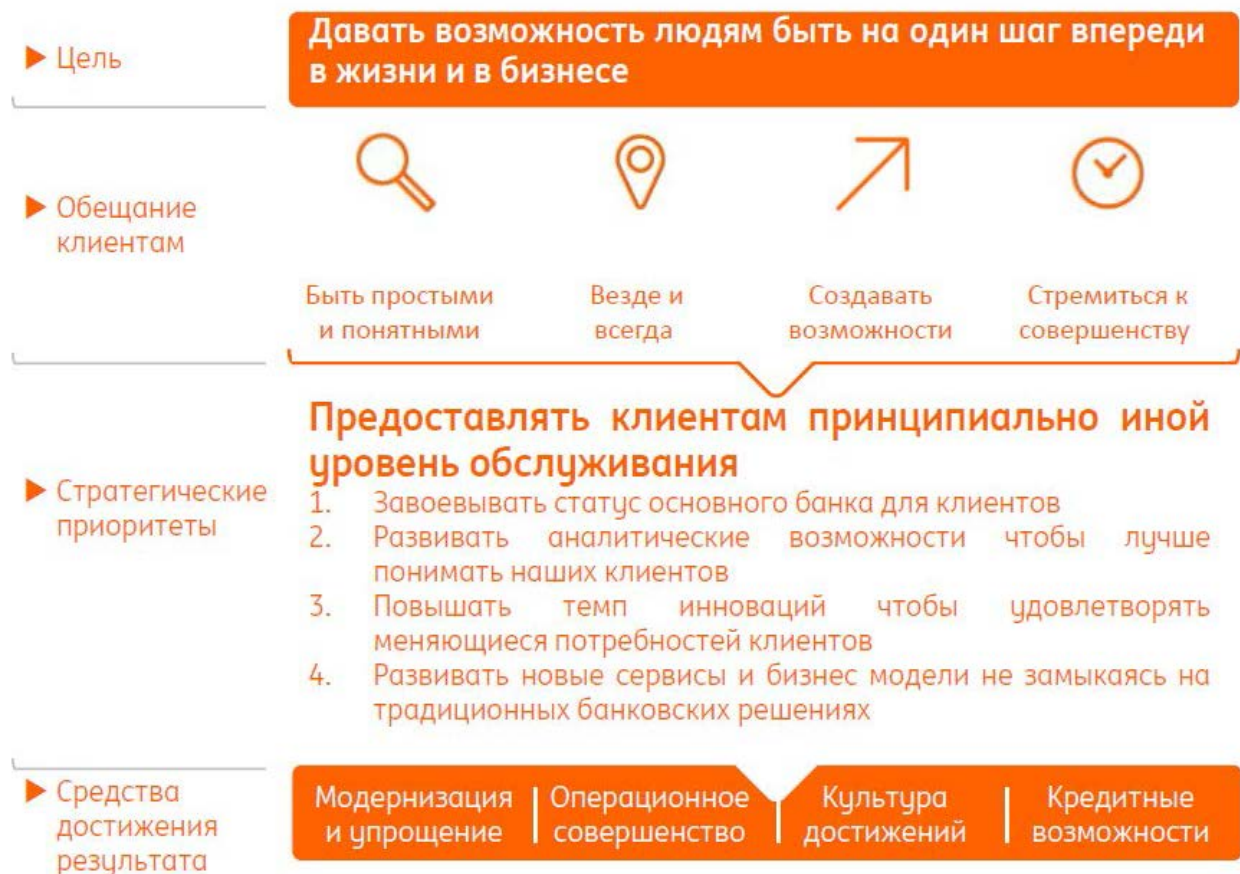 Цель
Давать возможность людям быть на один шаг впереди
в жизни и в бизнесе
Обещание
клиентам
Быть простыми
и понятными
Везде и
всегда
Создавать
возможности
Стремиться к
совершенству
Стратегические
приоритеты
Предоставлять клиентам принципиально иной
уровень обслуживания
1. Завоевывать статус основного банка для клиентов
2. Развивать аналитические возможности чтобы лучше
понимать наших клиентов
3. Повышать темп инноваций чтобы удовлетворять
меняющиеся потребностей клиентов
4. Развивать новые сервисы и бизнес модели не замыкаясь на
традиционных банковских решениях
Средства
достижения
результата
Модернизация
и упрощение
Операционное
совершенство
Культура
достижений
Кредитные
возможности